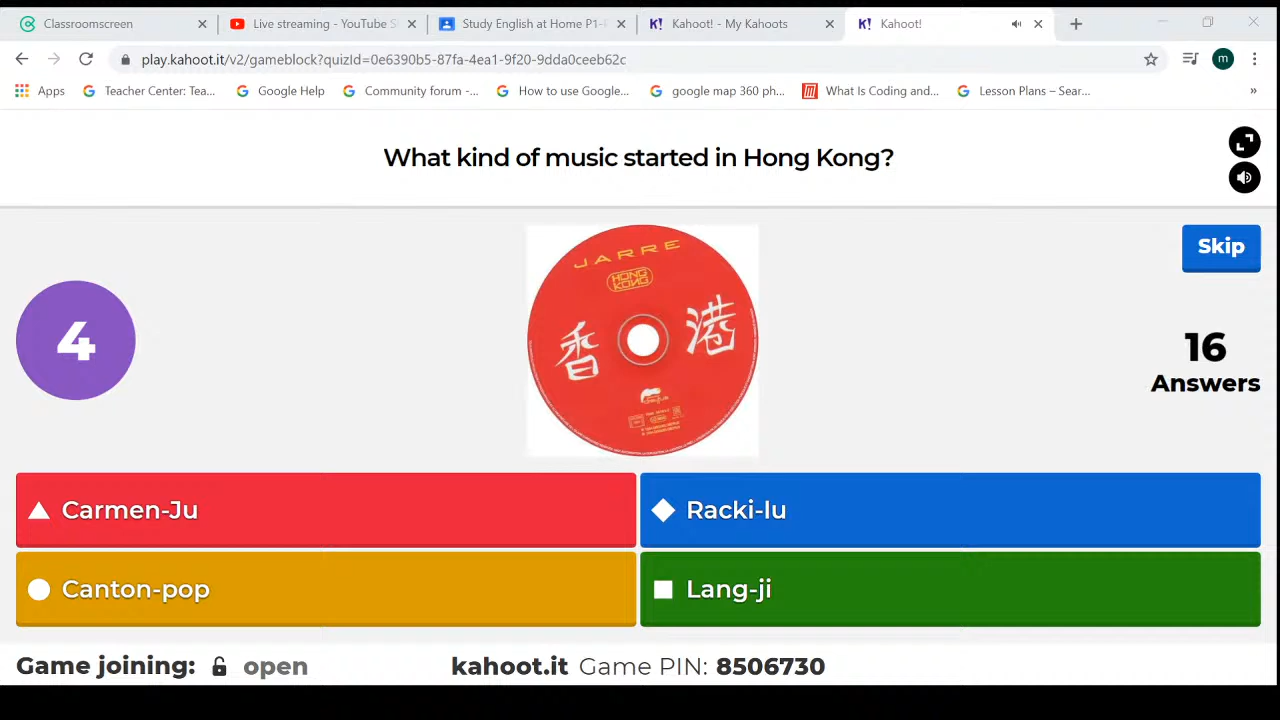 Classroomscreen
Live streaming - YouTube S
Study English at Home P1-
Kahoot! - My Kahoots
Kahoot!
play.kahoot.it/v2/gameblock?quizId=0e6390b5-87fa-4ea1-9f20-9dda0ceeb62c
m
Apps
Teacher Center: Tea...
Google Help
Community forum -...
How to use Google...
google map 360 ph...
What Is Coding and...
Lesson Plans – Sear...
»
What kind of music started in Hong Kong?
Skip
JARRE
HONG
KONG
香港
4
16
Answers
Carmen-Ju
Racki-lu
Canton-pop
Lang-ji
Game joining: open
kahoot.it Game PIN: 8506730